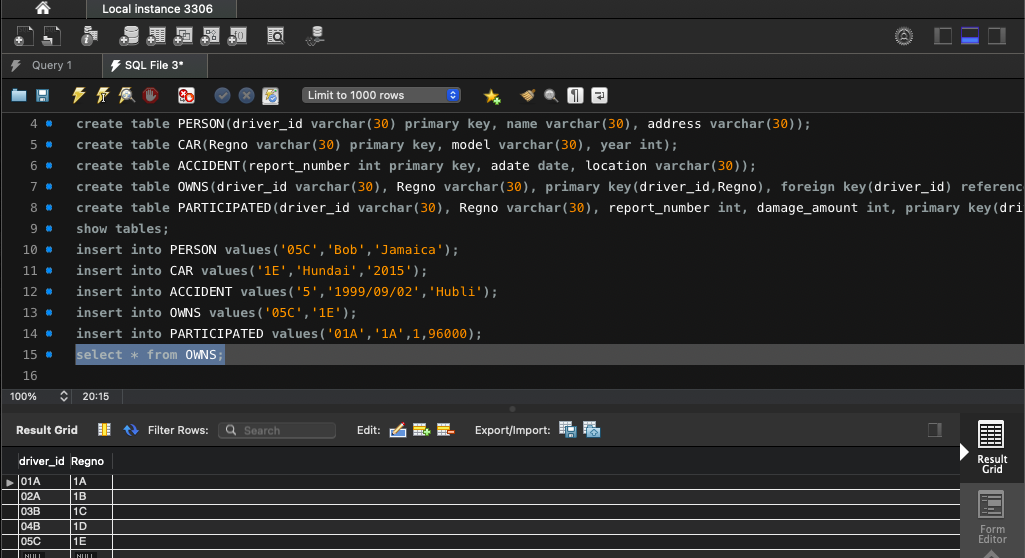 Local instance 3306
Query 1
SQL File 3*
Limit to 1000 rows
4 create table PERSON(driver_id varchar(30) primary key, name varchar(30), address varchar(30));
5 create table CAR(Regno varchar(30) primary key, model varchar(30), year int);
6 create table ACCIDENT(report_number int primary key, adate date, location varchar(30));
7 create table OWNS(driver_id varchar(30), Regno varchar(30), primary key(driver_id,Regno), foreign key(driver_id) referenc
8 create table PARTICIPATED(driver_id varchar(30), Regno varchar(30), report_number int, damage_amount int, primary key(dri
9 show tables;
10 insert into PERSON values('05C','Bob','Jamaica');
11 insert into CAR values('1E','Hundai','2015');
12 insert into ACCIDENT values('5','1999/09/02','Hubli');
13 insert into OWNS values('05C','1E');
14 insert into PARTICIPATED values('01A','1A',1,96000);
15 select * from OWNS;
16
100% 20:15
Result Grid Filter Rows: Search Edit: Export/Import:
driver_id Regno
01A 1A
02A 1B
03B 1C
04B 1D
05C 1E
NULL NULL
Result
Grid
Form
Editor